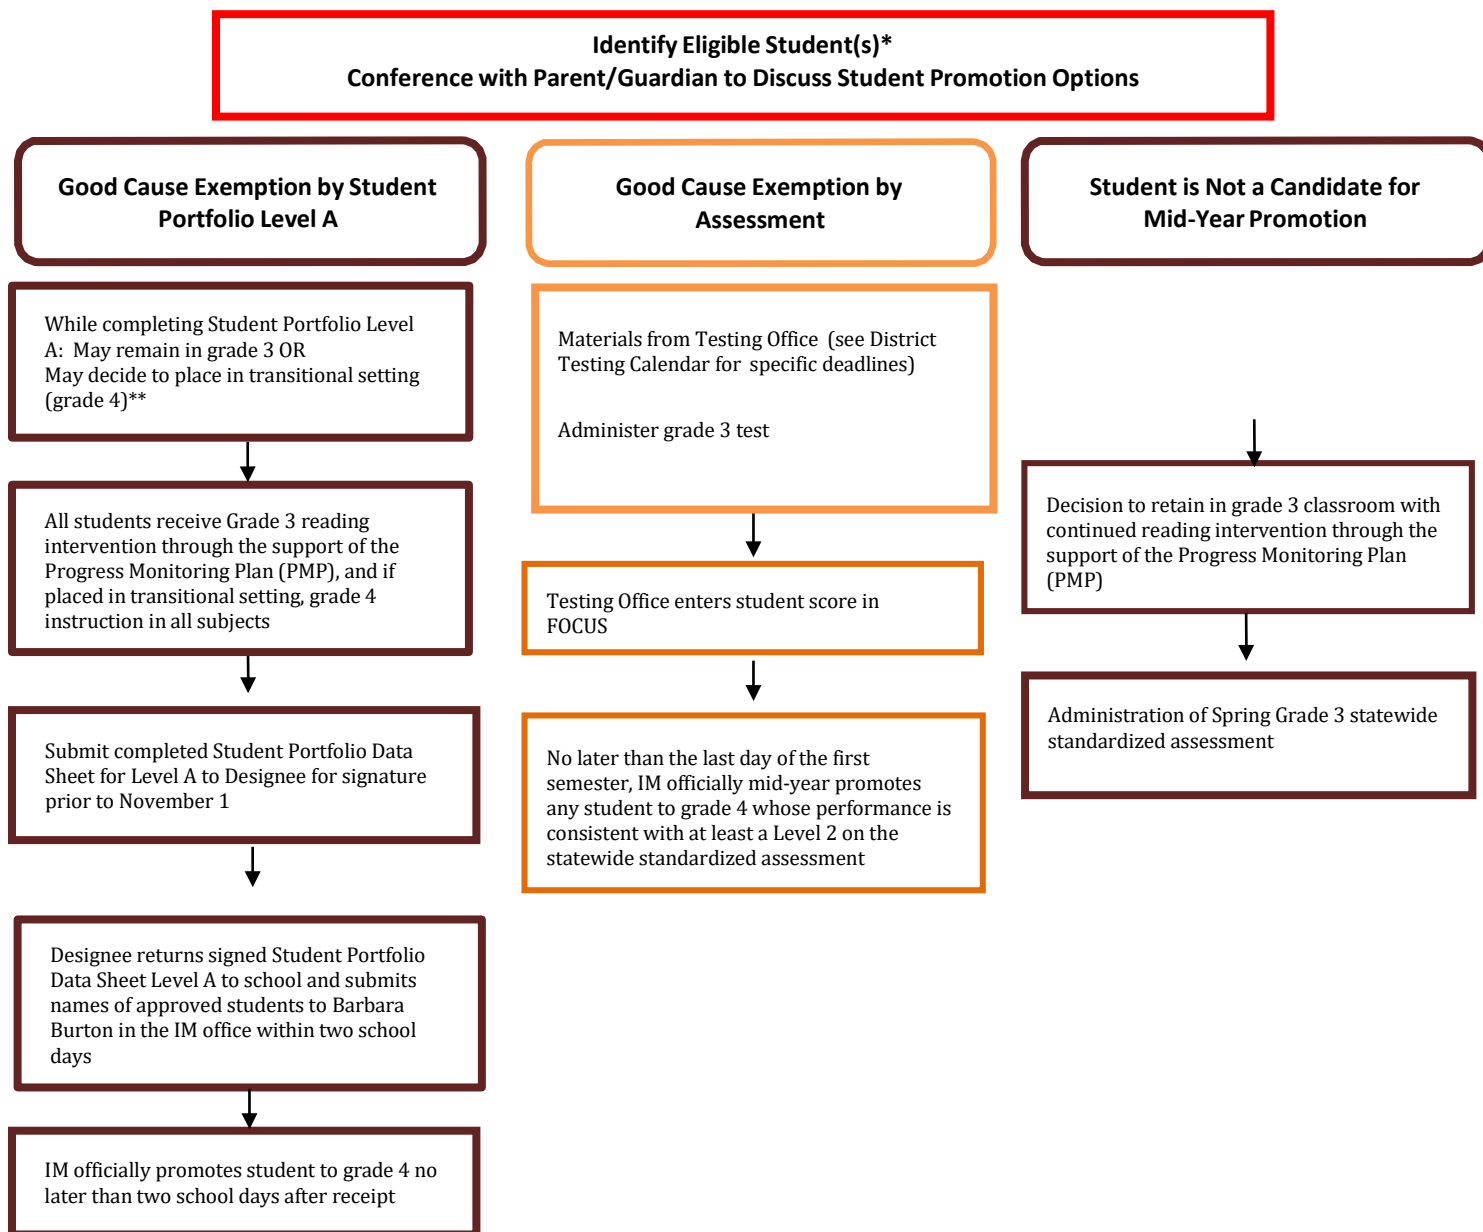 Identify Eligible Student(s)*
Conference with Parent/Guardian to Discuss Student Promotion Options
Good Cause Exemption by Student
Portfolio Level A
While completing Student Portfolio Level
A: May remain in grade 3 OR
May decide to place in transitional setting
(grade 4)**
All students receive Grade 3 reading
intervention through the support of the
Progress Monitoring Plan (PMP), and if
placed in transitional setting, grade 4
instruction in all subjects
Submit completed Student Portfolio Data
Sheet for Level A to Designee for signature
prior to November 1
Designee returns signed Student Portfolio
Data Sheet Level A to school and submits
names of approved students to Barbara
Burton in the IM office within two school
days
IM officially promotes student to grade 4 no
later than two school days after receipt
Good Cause Exemption by
Assessment
Materials from Testing Office (see District
Testing Calendar for specific deadlines)
Administer grade 3 test
Testing Office enters student score in
FOCUS
No later than the last day of the first
semester, IM officially mid-year promotes
any student to grade 4 whose performance is
consistent with at least a Level 2 on the
statewide standardized assessment
Student is Not a Candidate for
Mid-Year Promotion
Decision to retain in grade 3 classroom with
continued reading intervention through the
support of the Progress Monitoring Plan
(PMP)
Administration of Spring Grade 3 statewide
standardized assessment